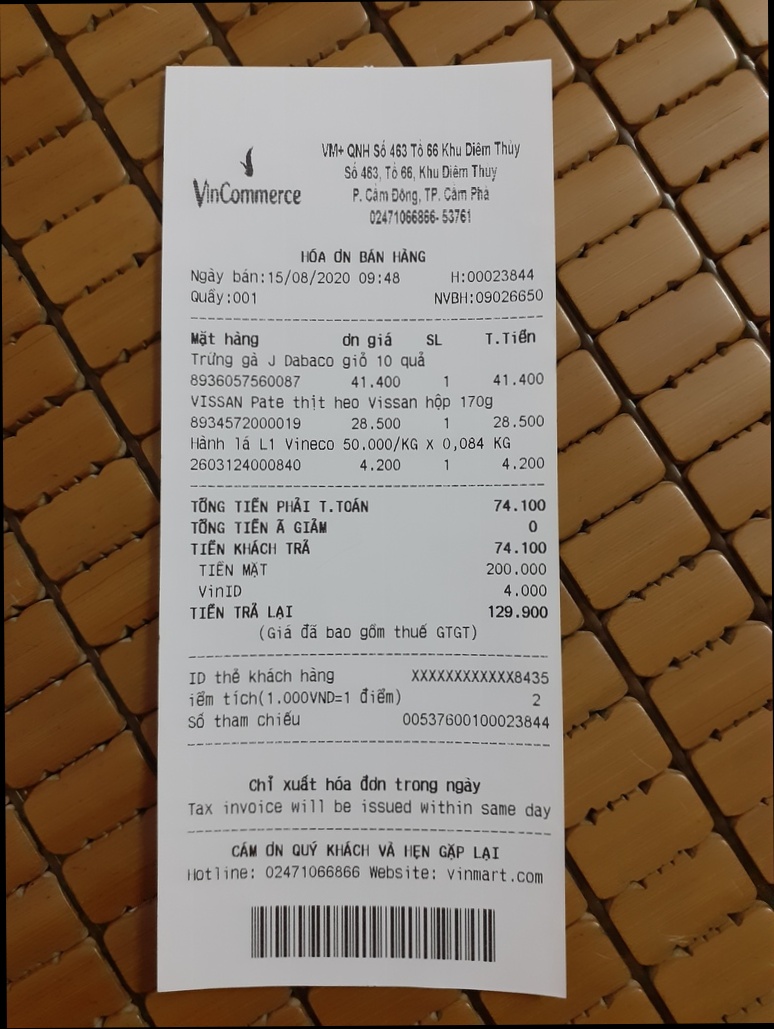 VinCommerce
VM+ QNH Số 463 Tổ 66 Khu Diêm Thủy
Số 463, Tổ 66, Khu Diêm Thủy
P. Cẩm Đông, TP. Cẩm Phả
02471066866- 53761
HÓA ƠN BÁN HÀNG
Ngày bán:15/08/2020 09:48 H:00023844
Quầy:001 NVBH:09026650
Mặt hàng ơn giá SL T.Tiền
Trứng gà J Dabaco giỏ 10 quả
8936057560087 41.400 1 41.400
VISSAN Pate thịt heo Vissan hộp 170g
8934572000019 28.500 1 28.500
Hành lá L1 Vineco 50.000/KG X 0,084 KG
2603124000840 4.200 1 4.200
TỔNG TIỀN PHẢI T.TOÁN 74.100
TỔNG TIỀN Ã GIẢM 0
TIỀN KHÁCH TRẢ 74.100
TIỀN MẶT 200.000
VinID 4.000
TIỀN TRẢ LẠI 129.900
(Giá đã bao gồm thuế GTGT)
ID thẻ khách hàng XXXXXXXXXXXX8435
iểm tích(1.000VND=1 điểm) 2
Số tham chiếu 00537600100023844
Chỉ xuất hóa đơn trong ngày
Tax invoice will be issued within same day
CÁM ƠN QUÝ KHÁCH VÀ HẸN GẶP LẠI
Hotline: 02471066866 Website: vinmart.com